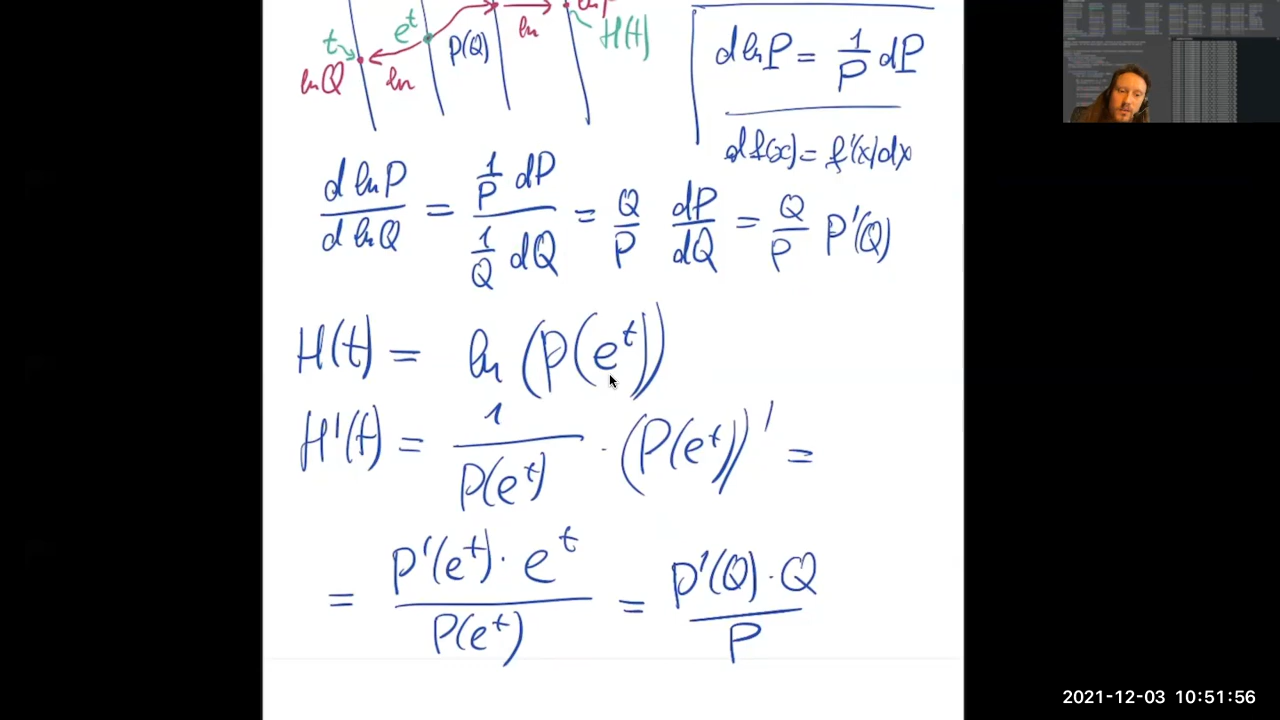 e^t
t
ln Q
ln
P(Q)
ln
H(t)
d ln P = 1/P dP
d f(x) = f'(x)dx
d ln P / d ln Q = (1/P dP) / (1/Q dQ) = Q/P dP/dQ = Q/P P'(Q)
H(t) = ln (P(e^t))
H'(t) = 1/P(e^t) · (P(e^t))' =
= P'(e^t) · e^t / P(e^t) = P'(Q) · Q / P
2021-12-03 10:51:56